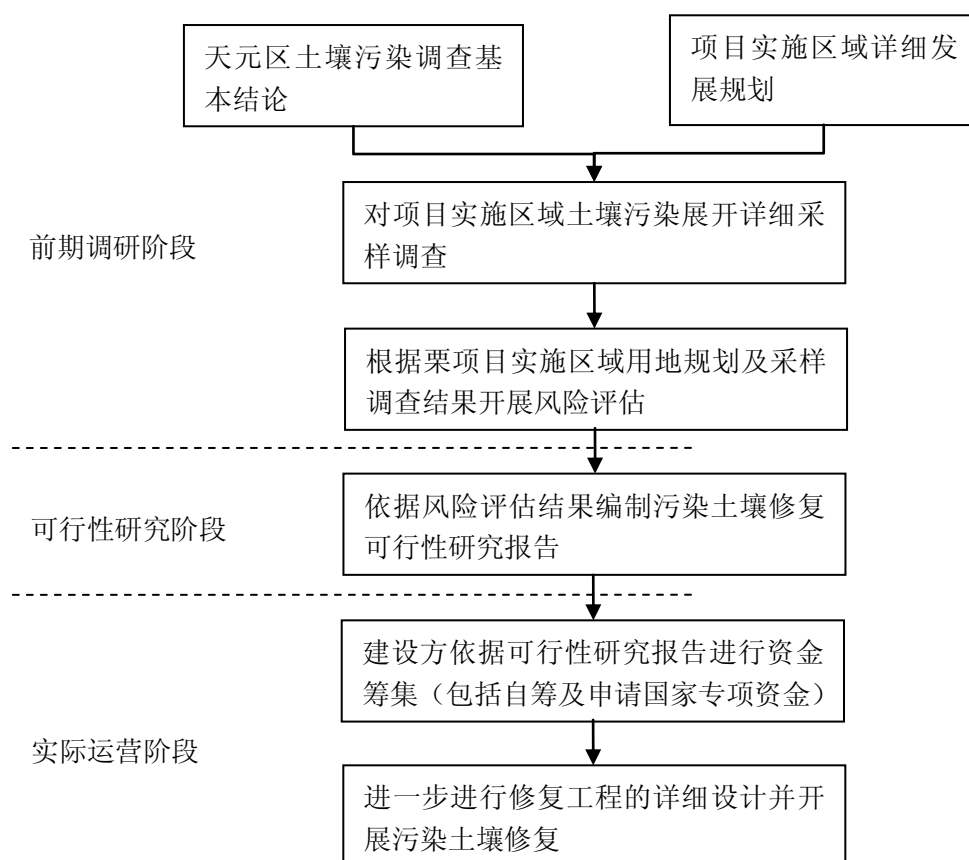 天元区土壤污染调查基
本结论
项目实施区域详细发
展规划
前期调研阶段
对项目实施区域土壤污染展开详细采
样调查
根据栗项目实施区域用地规划及采样
调查结果开展风险评估
可行性研究阶段
依据风险评估结果编制污染土壤修复
可行性研究报告
建设方依据可行性研究报告进行资金
筹集（包括自筹及申请国家专项资金）
实际运营阶段
进一步进行修复工程的详细设计并开
展污染土壤修复